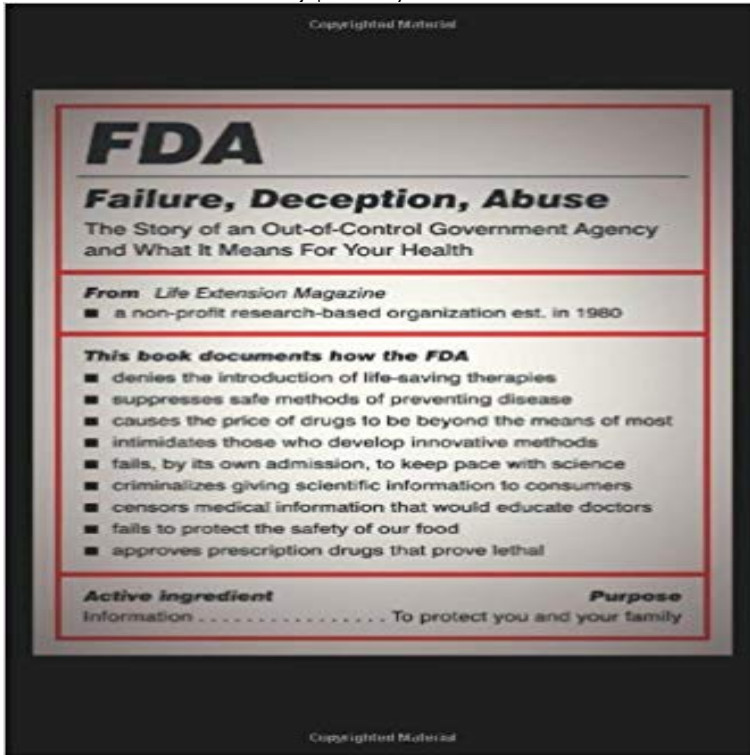 Copyrighted Material
FDA
Failure, Deception, Abuse
The Story of an Out-of-Control Government Agency
and What It Means For Your Health
From Life Extension Magazine
■ a non-profit research-based organization est. in 1980
This book documents how the FDA
■ denies the introduction of life-saving therapies
■ suppresses safe methods of preventing disease
■ causes the price of drugs to be beyond the means of most
■ intimidates those who develop innovative methods
■ fails, by its own admission, to keep pace with science
■ criminalizes giving scientific information to consumers
■ censors medical information that would educate doctors
■ fails to protect the safety of our food
■ approves prescription drugs that prove lethal
Active ingredient Purpose
Information . . . . . . . . . . . . . . . . To protect you and your family
Copyrighted Material